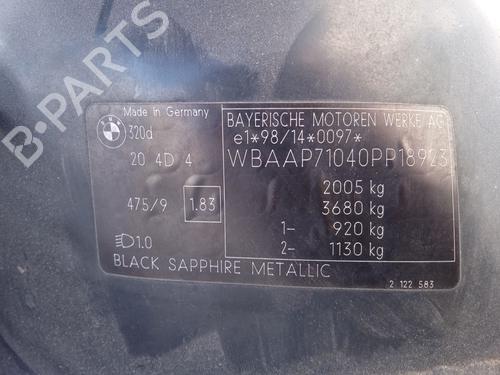 B-PARTS
Made in Germany
320d
20 4D 4
475/9 1.83
1.0
BLACK SAPPHIRE METALLIC
BAYERISCHE MOTOREN WERKE AG
e1*98/14*0097*
WBAAP71040PP18923
2005 kg
3680 kg
1- 920 kg
2- 1130 kg
2 122 583